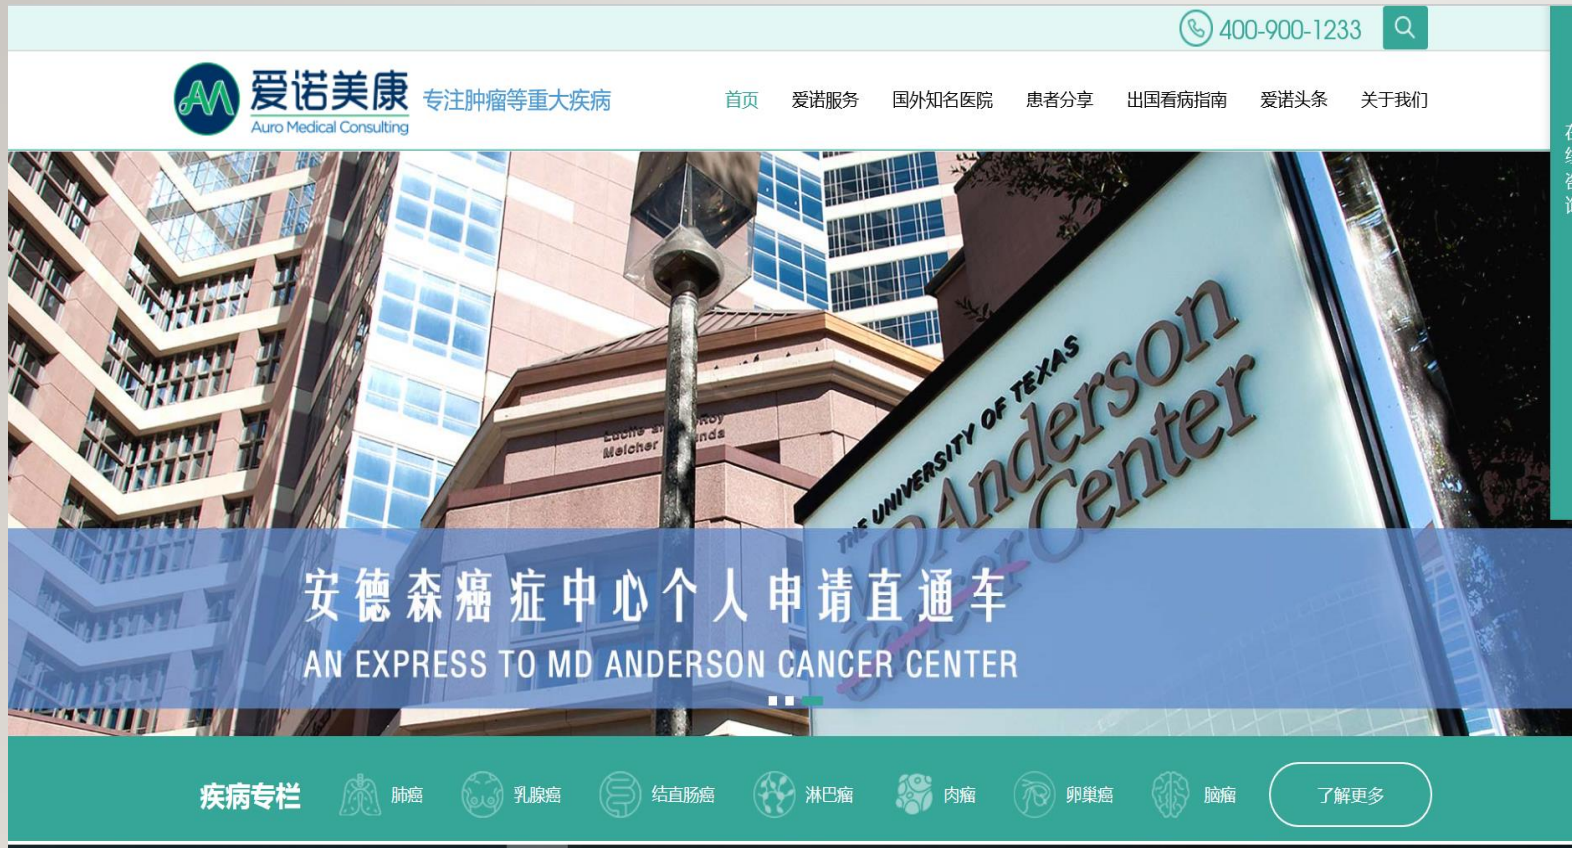 400-900-1233
爱诺美康
Auro Medical Consulting
专注肿瘤等重大疾病
首页 爱诺服务 国外知名医院 患者分享 出国看病指南 爱诺头条 关于我们
在线咨询
THE UNIVERSITY OF TEXAS
MD Anderson
Cancer Center
Melcher
安德森癌症中心个人申请直通车
AN EXPRESS TO MD ANDERSON CANCER CENTER
疾病专栏 肺癌 乳腺癌 结直肠癌 淋巴瘤 肉瘤 卵巢癌 脑瘤 了解更多